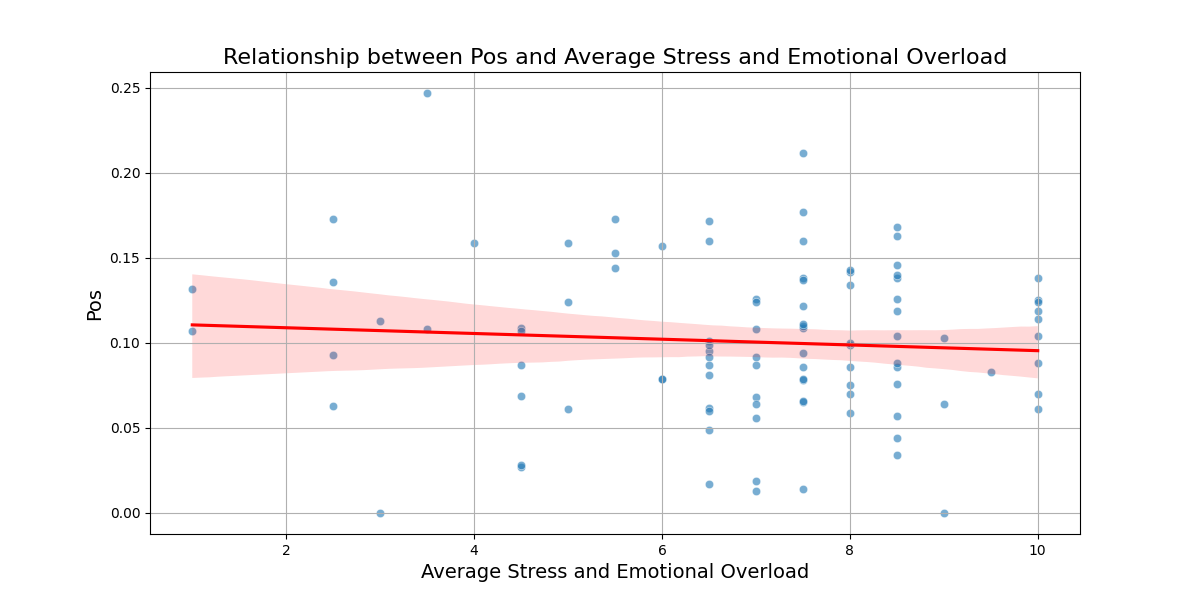 Relationship between Pos and Average Stress and Emotional Overload
0.25
0.20
0.15
0.10
0.05
0.00
Pos
2 4 6 8 10
Average Stress and Emotional Overload